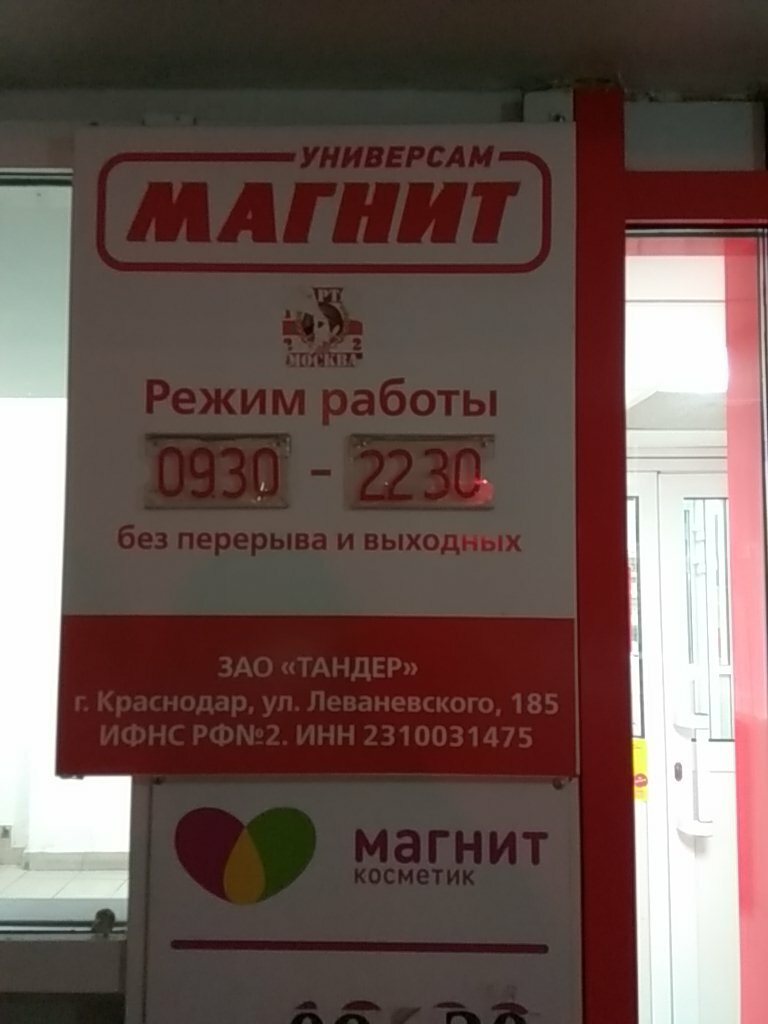 УНИВЕРСАМ
МАГНИТ
МОСКВА
Режим работы
0930 - 2230
без перерыва и выходных
ЗАО «ТАНДЕР»
г. Краснодар, ул. Леваневского, 185
ИФНС РФ№2. ИНН 2310031475
магнит
косметик